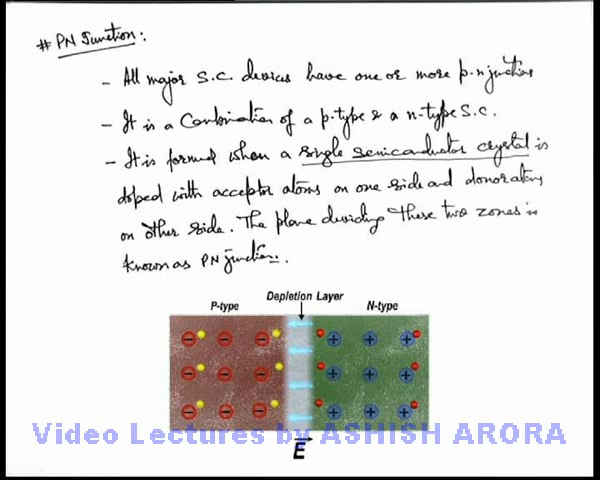 # PN Junction:
- All major S.C. devices have one or more p-n junctions
- It is a Combination of a p-type & a n-type S.C.
- It is formed when a single semiconductor crystal is
doped with acceptor atoms on one side and donor atoms
on other side. The plane dividing these two zones is
known as PN junction.
Depletion Layer
P-type N-type
Video Lectures by ASHISH ARORA
E